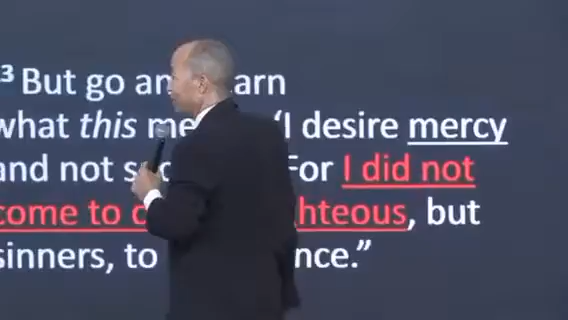 3 But go an arn
what this me 'I desire mercy
and not s For I did not
come to hteous, but
sinners, to nce.”